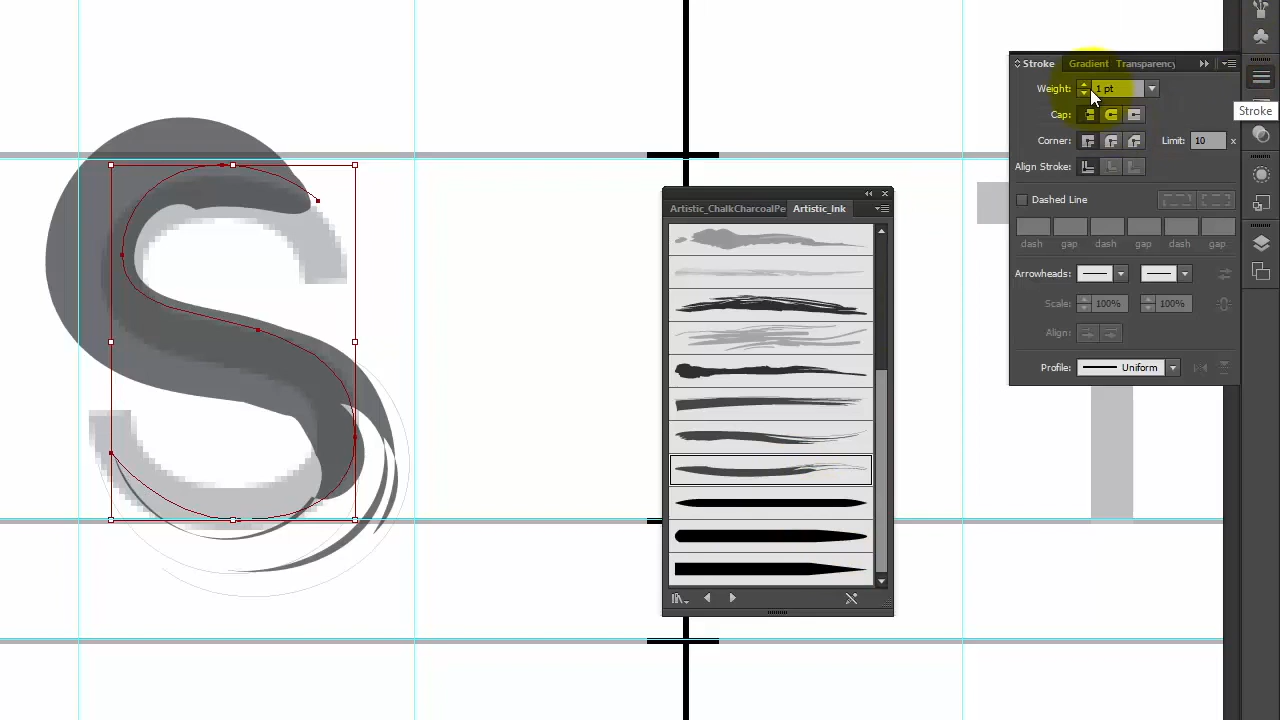 S
Stroke Gradient Transparency
Weight: 1 pt
Stroke
Cap:
Corner: Limit: 10 x
Align Stroke:
Dashed Line
dash gap dash gap dash gap
Arrowheads:
Scale: 100% 100%
Align:
Profile: Uniform
Artistic_ChalkCharcoalPe Artistic_Ink